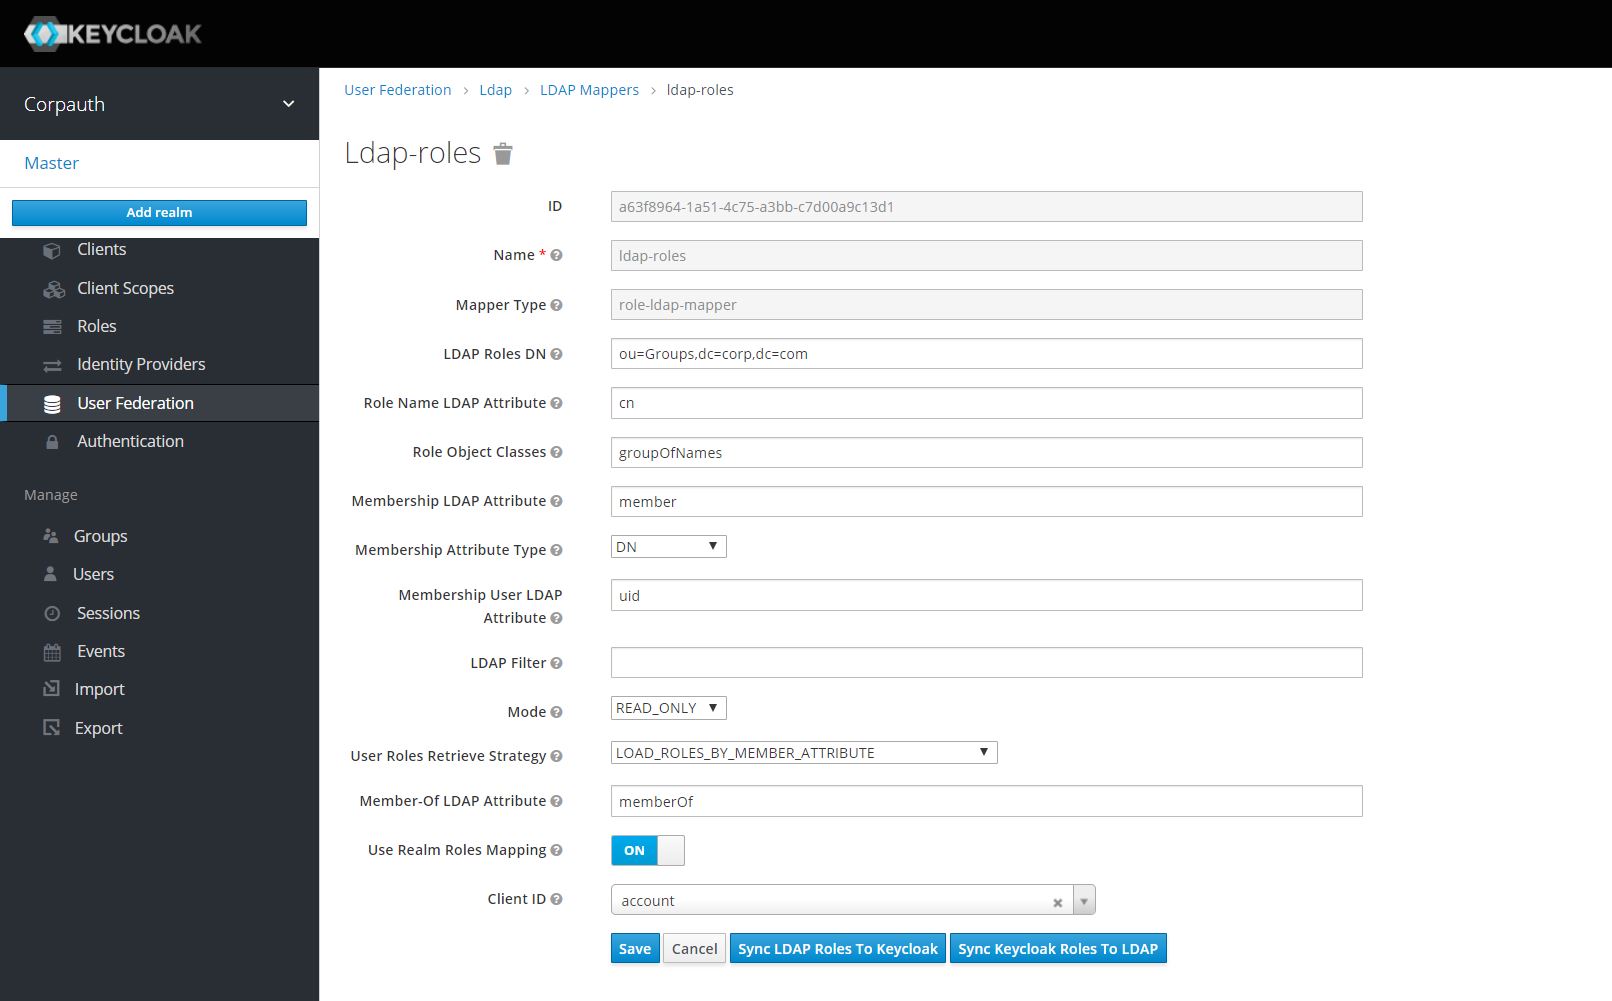 KEYCLOAK
Corpauth
Master
Add realm
Clients
Client Scopes
Roles
Identity Providers
User Federation
Authentication
Manage
Groups
Users
Sessions
Events
Import
Export
User Federation > Ldap > LDAP Mappers > ldap-roles
Ldap-roles
ID a63f8964-1a51-4c75-a3bb-c7d00a9c13d1
Name * ldap-roles
Mapper Type role-ldap-mapper
LDAP Roles DN ou=Groups,dc=corp,dc=com
Role Name LDAP Attribute cn
Role Object Classes groupOfNames
Membership LDAP Attribute member
Membership Attribute Type DN
Membership User LDAP
Attribute uid
LDAP Filter
Mode READ_ONLY
User Roles Retrieve Strategy LOAD_ROLES_BY_MEMBER_ATTRIBUTE
Member-Of LDAP Attribute memberOf
Use Realm Roles Mapping ON
Client ID account
Save Cancel Sync LDAP Roles To Keycloak Sync Keycloak Roles To LDAP